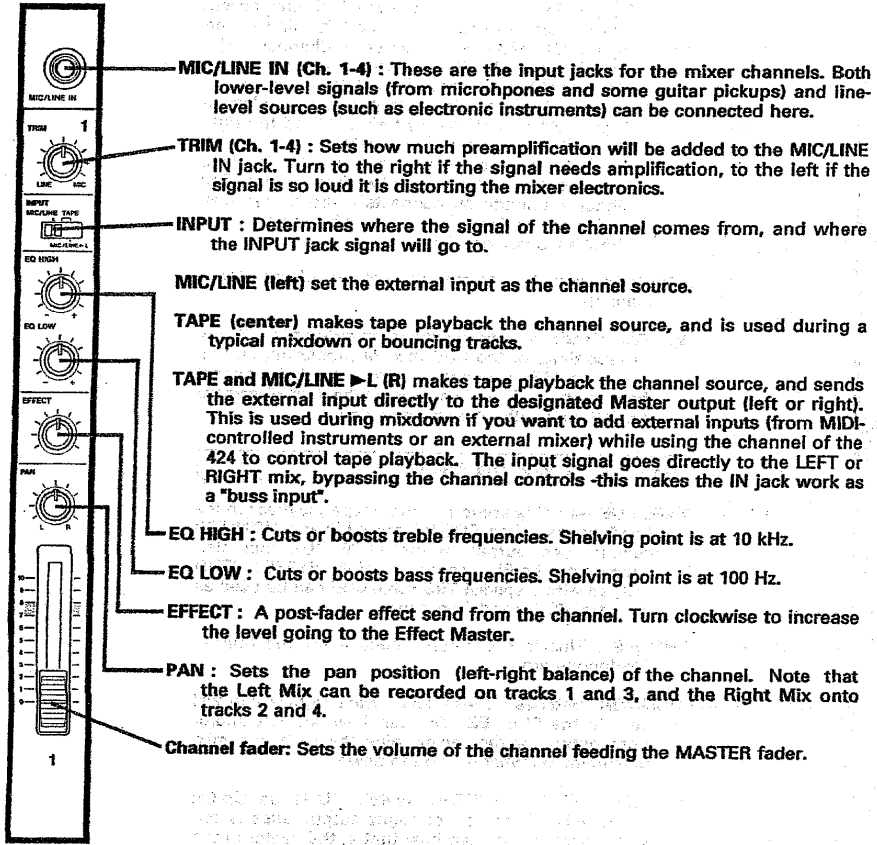 MIC/LINE IN
MIC/LINE IN (Ch. 1-4) : These are the input jacks for the mixer channels. Both
lower-level signals (from microhpones and some guitar pickups) and line-
level sources (such as electronic instruments) can be connected here.
TRIM 1
LINE MIC
TRIM (Ch. 1-4) : Sets how much preamplification will be added to the MIC/LINE
IN jack. Turn to the right if the signal needs amplification, to the left if the
signal is so loud it is distorting the mixer electronics.
INPUT
MIC/LINE TAPE
MIC/LINE►L
INPUT : Determines where the signal of the channel comes from, and where
the INPUT jack signal will go to.
MIC/LINE (left) set the external input as the channel source.
TAPE (center) makes tape playback the channel source, and is used during a
typical mixdown or bouncing tracks.
TAPE and MIC/LINE ►L (R) makes tape playback the channel source, and sends
the external input directly to the designated Master output (left or right).
This is used during mixdown if you want to add external inputs (from MIDI-
controlled instruments or an external mixer) while using the channel of the
424 to control tape playback. The input signal goes directly to the LEFT or
RIGHT mix, bypassing the channel controls -this makes the IN jack work as
a "buss input".
EQ HIGH
- +
EQ HIGH : Cuts or boosts treble frequencies. Shelving point is at 10 kHz.
EQ LOW
- +
EQ LOW : Cuts or boosts bass frequencies. Shelving point is at 100 Hz.
EFFECT
EFFECT : A post-fader effect send from the channel. Turn clockwise to increase
the level going to the Effect Master.
PAN
L R
PAN : Sets the pan position (left-right balance) of the channel. Note that
the Left Mix can be recorded on tracks 1 and 3, and the Right Mix onto
tracks 2 and 4.
10
9
8
7
6
5
4
3
2
1
0
Channel fader: Sets the volume of the channel feeding the MASTER fader.
1